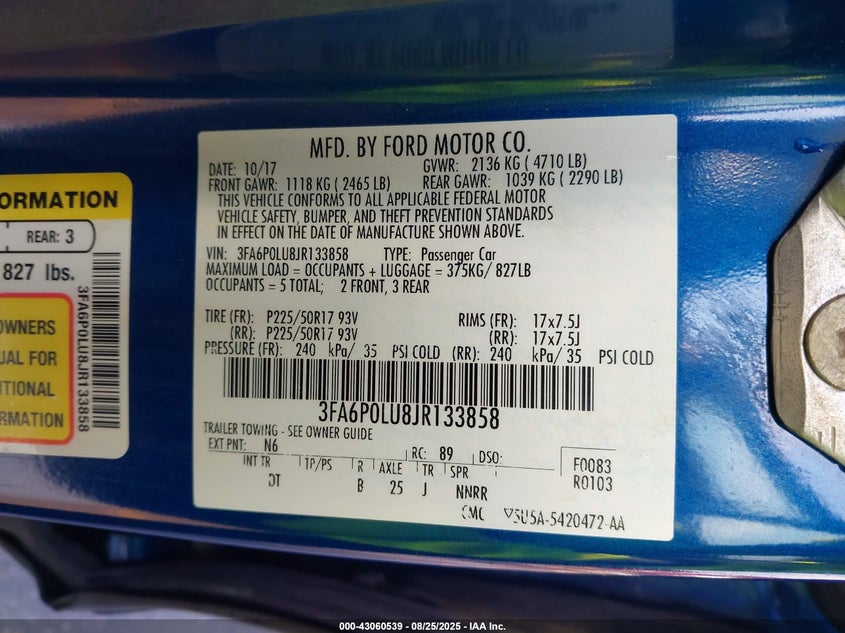 ORMATION
REAR: 3
827 lbs.
OWNERS
UAL FOR
ITIONAL
RMATION
3FA6P0LU8JR133858
MFD. BY FORD MOTOR CO.
DATE: 10/17 GVWR: 2136 KG ( 4710 LB)
FRONT GAWR: 1118 KG ( 2465 LB) REAR GAWR: 1039 KG ( 2290 LB)
THIS VEHICLE CONFORMS TO ALL APPLICABLE FEDERAL MOTOR
VEHICLE SAFETY, BUMPER, AND THEFT PREVENTION STANDARDS
IN EFFECT ON THE DATE OF MANUFACTURE SHOWN ABOVE.
VIN: 3FA6P0LU8JR133858 TYPE: Passenger Car
MAXIMUM LOAD = OCCUPANTS + LUGGAGE = 375KG/ 827LB
OCCUPANTS = 5 TOTAL; 2 FRONT, 3 REAR
TIRE (FR): P225/50R17 93V RIMS (FR): 17x7.5J
(RR): P225/50R17 93V (RR): 17x7.5J
PRESSURE (FR): 240 kPa/ 35 PSI COLD (RR): 240 kPa/ 35 PSI COLD
3FA6P0LU8JR133858
TRAILER TOWING - SEE OWNER GUIDE
EXT PNT: N6 RC: 89 DSO: F0083
INT TR TP/PS R AXLE TR SPR R0103
DT B 25 J NNRR
CMC 5U5A-5420472-AA
000-43060539 - 08/25/2025 - IAA Inc.